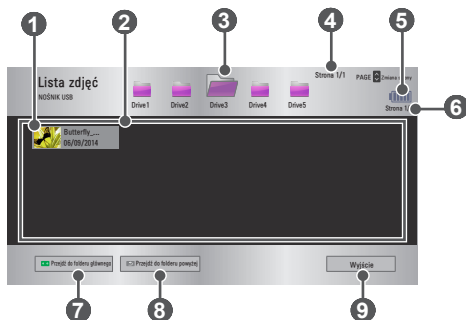 1
2
3
4
5
Lista zdjęć
NOŚNIK USB
Drive1
Drive2
Drive3
Drive4
Drive5
Strona 1/1
PAGE Zmiana
Strona 1/
6
Butterfly_...
06/09/2014
Przejdź do folderu głównego
Przejdź do folderu powyżej
Wyjście
7
8
9